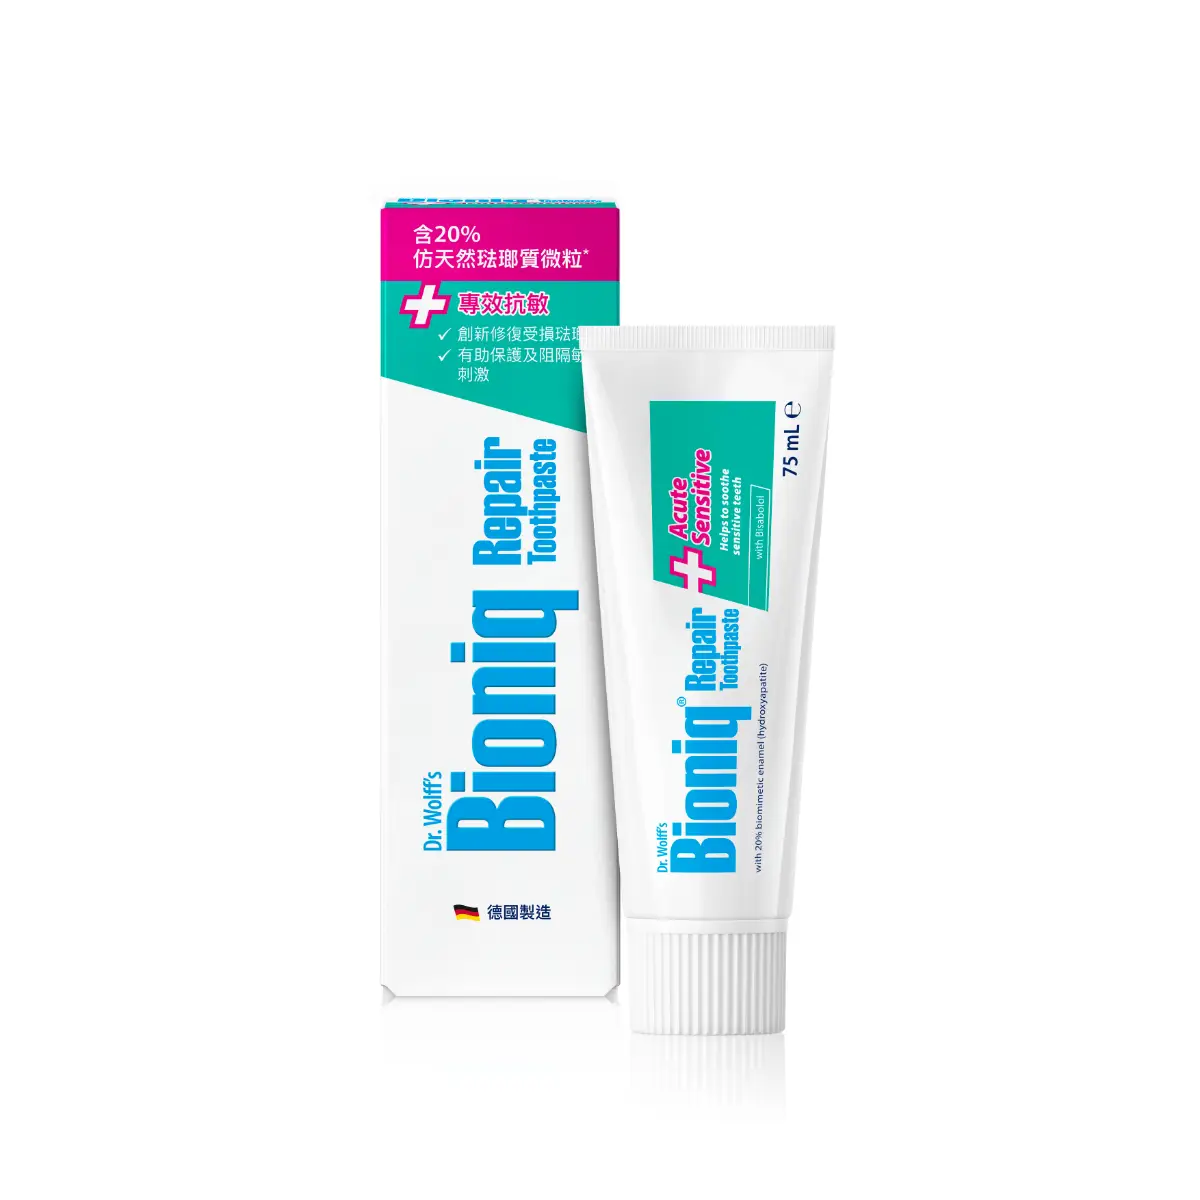 含20%
仿天然琺瑯質微粒*
專效抗敏
✓ 創新修復受損琺
✓ 有助保護及阻隔
刺激
Dr. Wolff's
Bioniq Repair
Toothpaste
德國製造
Dr. Wolff's
Bioniq® Repair
Toothpaste
Acute
Sensitive
Helps to soothe
sensitive teeth
with Bisabolol
with 20% biomimetic enamel (hydroxyapatite)
75 mL ℮